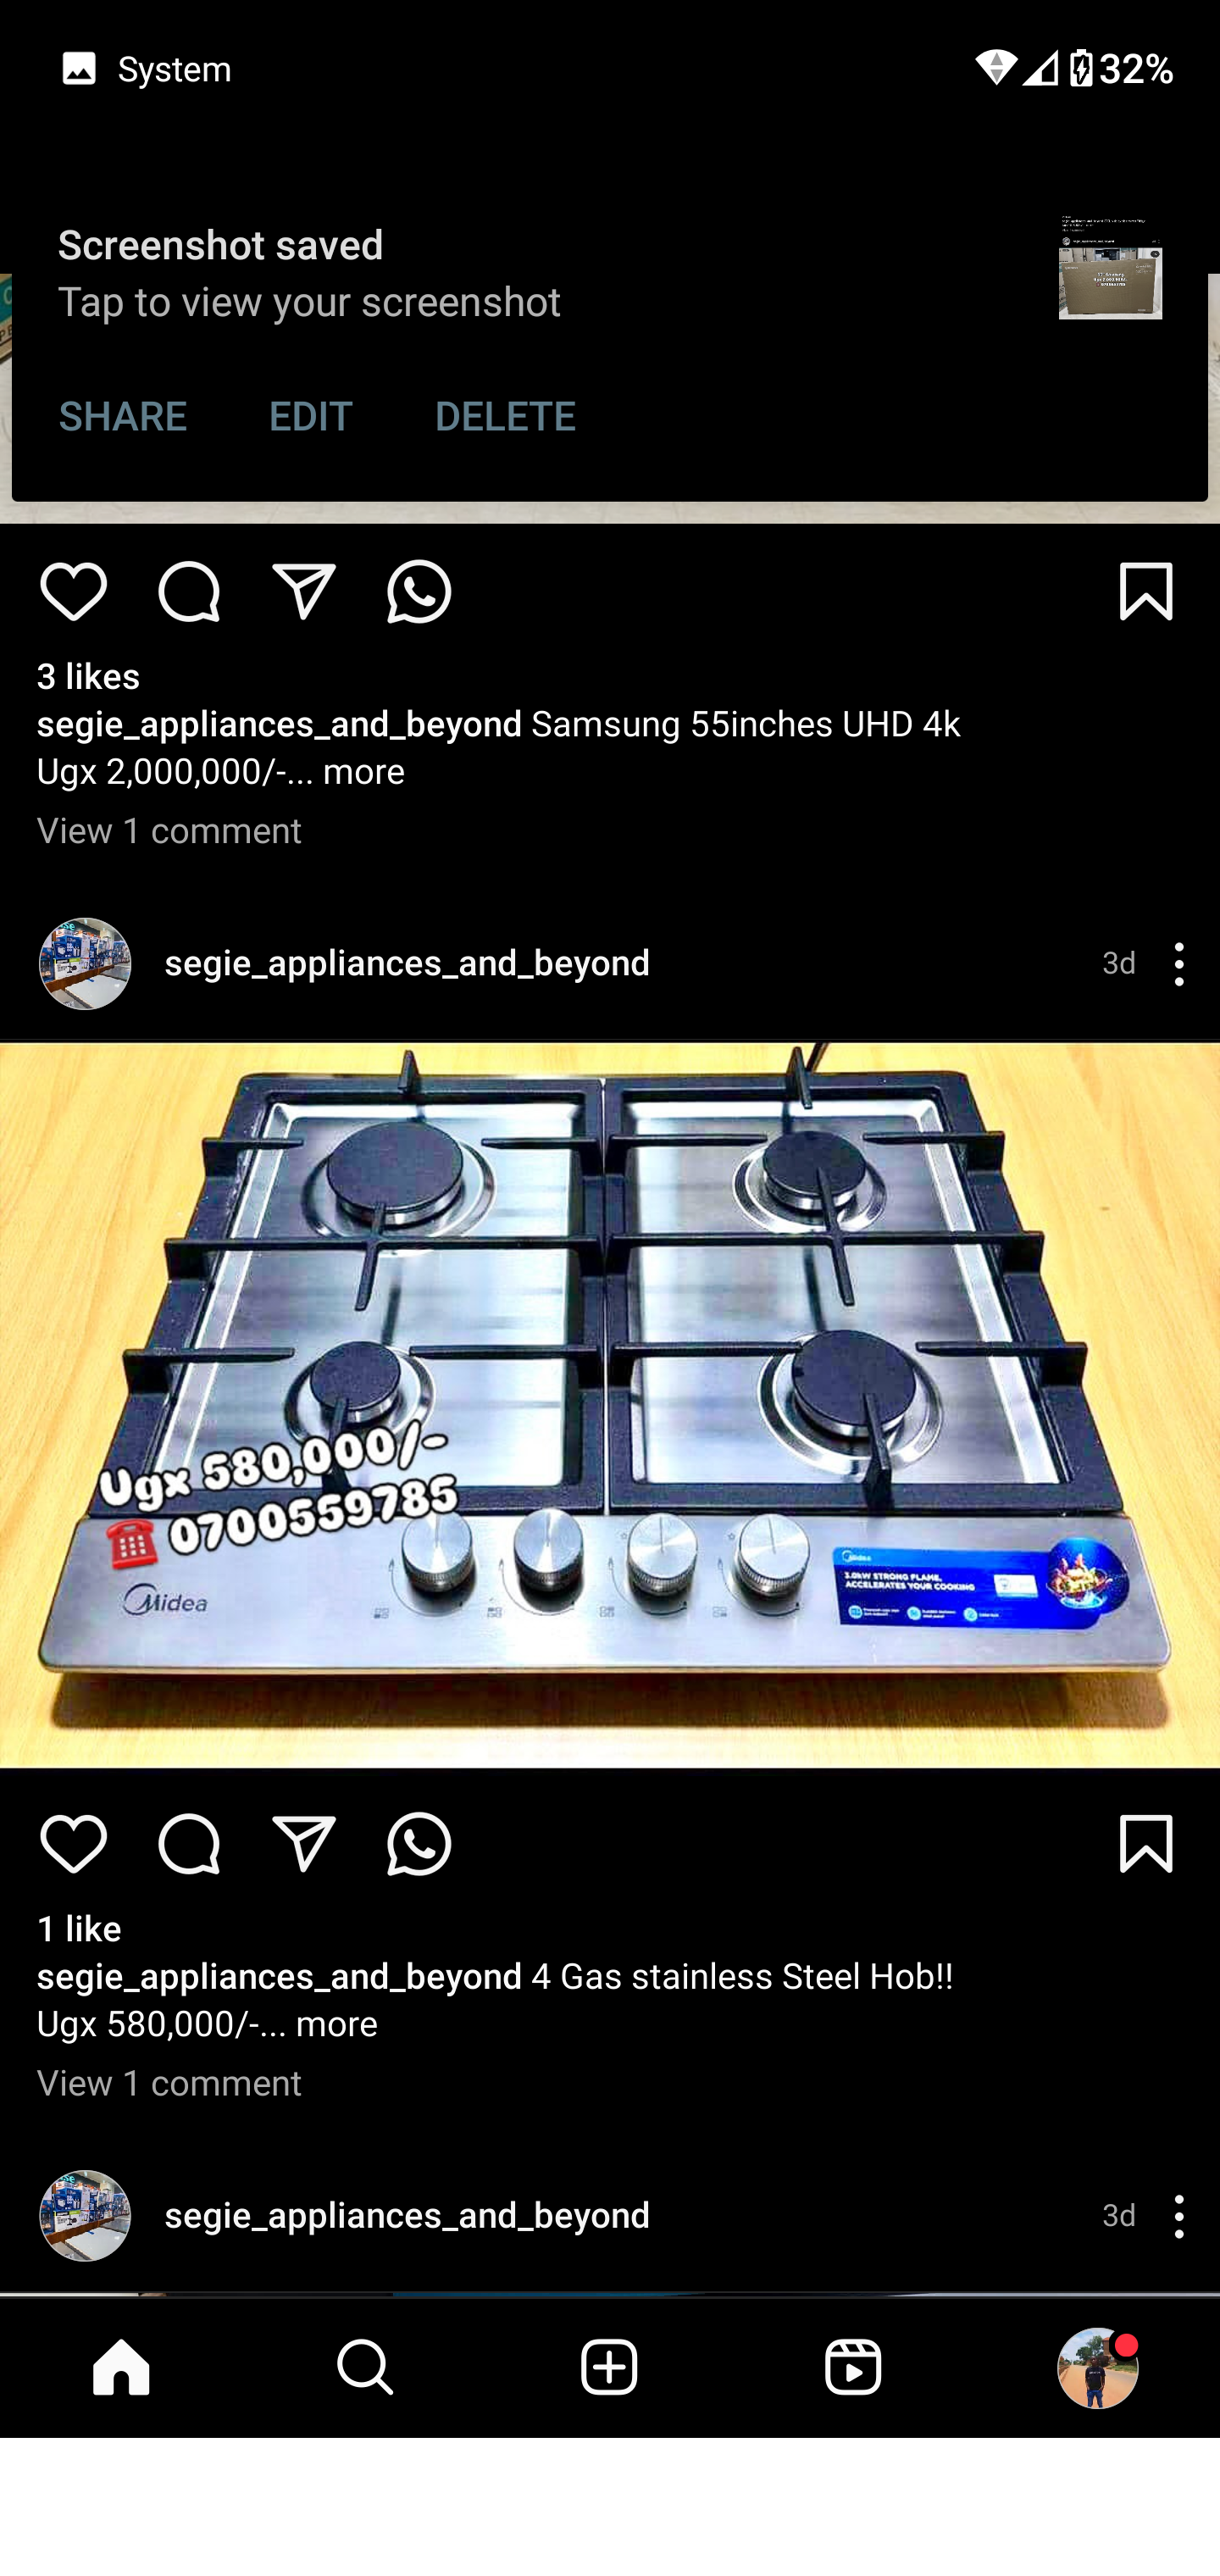 System
32%
Screenshot saved
Tap to view your screenshot
SHARE EDIT DELETE
3 likes
segie_appliances_and_beyond Samsung 55inches UHD 4k
Ugx 2,000,000/-... more
View 1 comment
segie_appliances_and_beyond 3d
Ugx 580,000/-
0700559785
Midea
Midea
3.0kW STRONG FLAME,
ACCELERATES YOUR COOKING
1 like
segie_appliances_and_beyond 4 Gas stainless Steel Hob!!
Ugx 580,000/-... more
View 1 comment
segie_appliances_and_beyond 3d